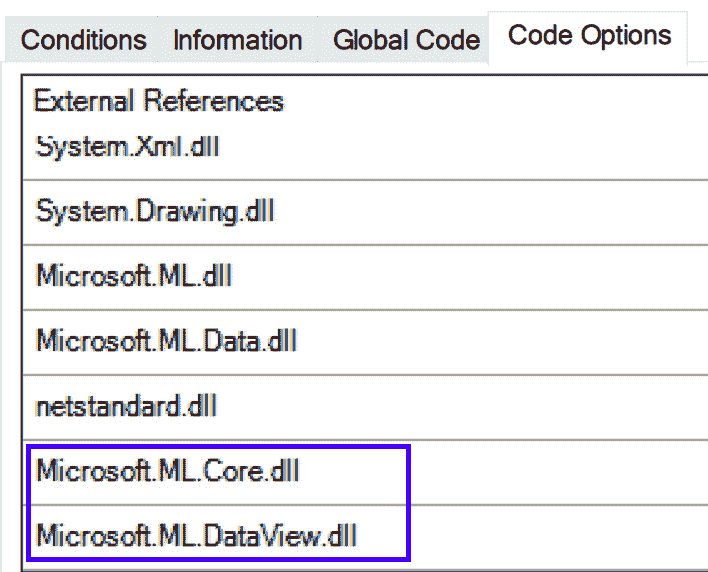 Conditions Information Global Code Code Options
External References
System.Xml.dll
System.Drawing.dll
Microsoft.ML.dll
Microsoft.ML.Data.dll
netstandard.dll
Microsoft.ML.Core.dll
Microsoft.ML.DataView.dll